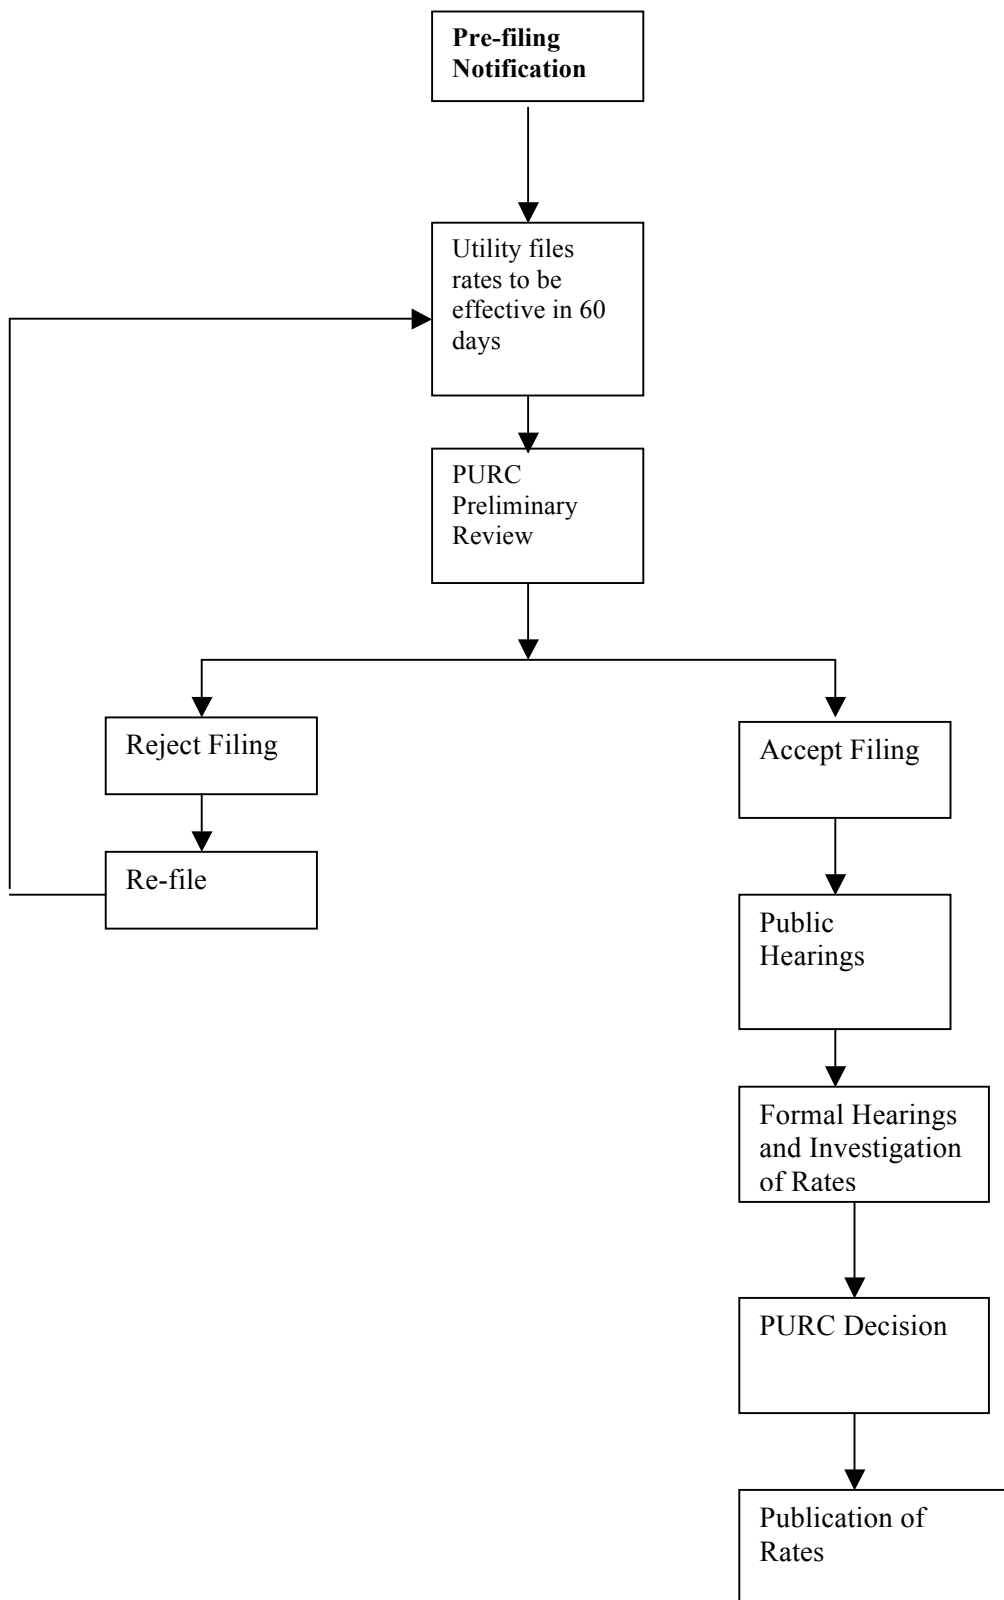 Pre-filing
Notification
Utility files
rates to be
effective in 60
days
PURC
Preliminary
Review
Reject Filing
Accept Filing
Re-file
Public
Hearings
Formal Hearings
and Investigation
of Rates
PURC Decision
Publication of
Rates